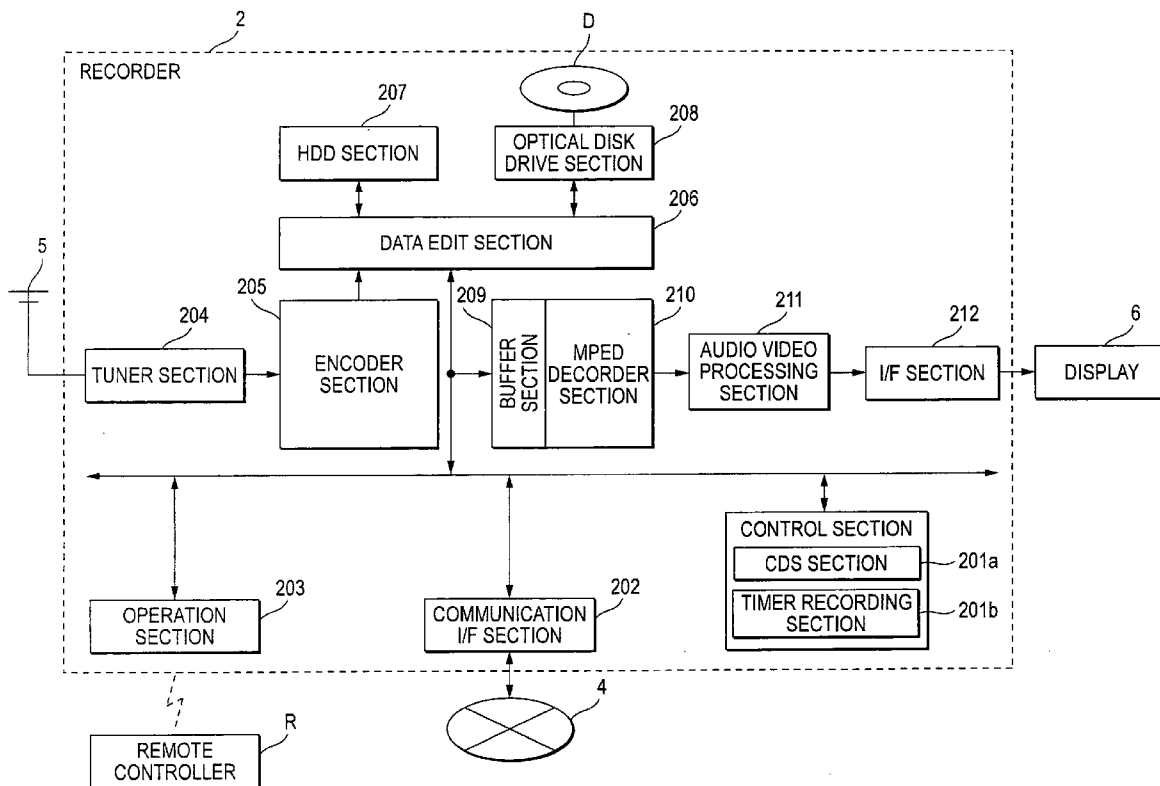 2
D
RECORDER
207
HDD SECTION
208
OPTICAL DISK
DRIVE SECTION
206
DATA EDIT SECTION
5
204
TUNER SECTION
205
ENCODER
SECTION
209
BUFFER
SECTION
210
MPED
DECORDER
SECTION
211
AUDIO VIDEO
PROCESSING
SECTION
212
I/F SECTION
6
DISPLAY
CONTROL SECTION
CDS SECTION
201a
TIMER RECORDING
SECTION
201b
OPERATION
SECTION
203
COMMUNICATION
I/F SECTION
202
4
R
REMOTE
CONTROLLER